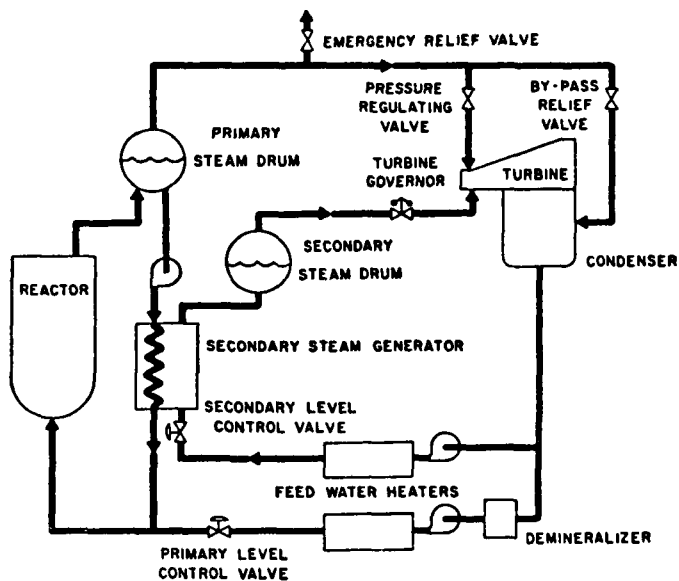 EMERGENCY RELIEF VALVE
PRESSURE
REGULATING
VALVE
BY-PASS
RELIEF
VALVE
PRIMARY
STEAM DRUM
TURBINE
GOVERNOR
TURBINE
SECONDARY
STEAM DRUM
CONDENSER
REACTOR
SECONDARY STEAM GENERATOR
SECONDARY LEVEL
CONTROL VALVE
FEED WATER HEATERS
DEMINERALIZER
PRIMARY LEVEL
CONTROL VALVE